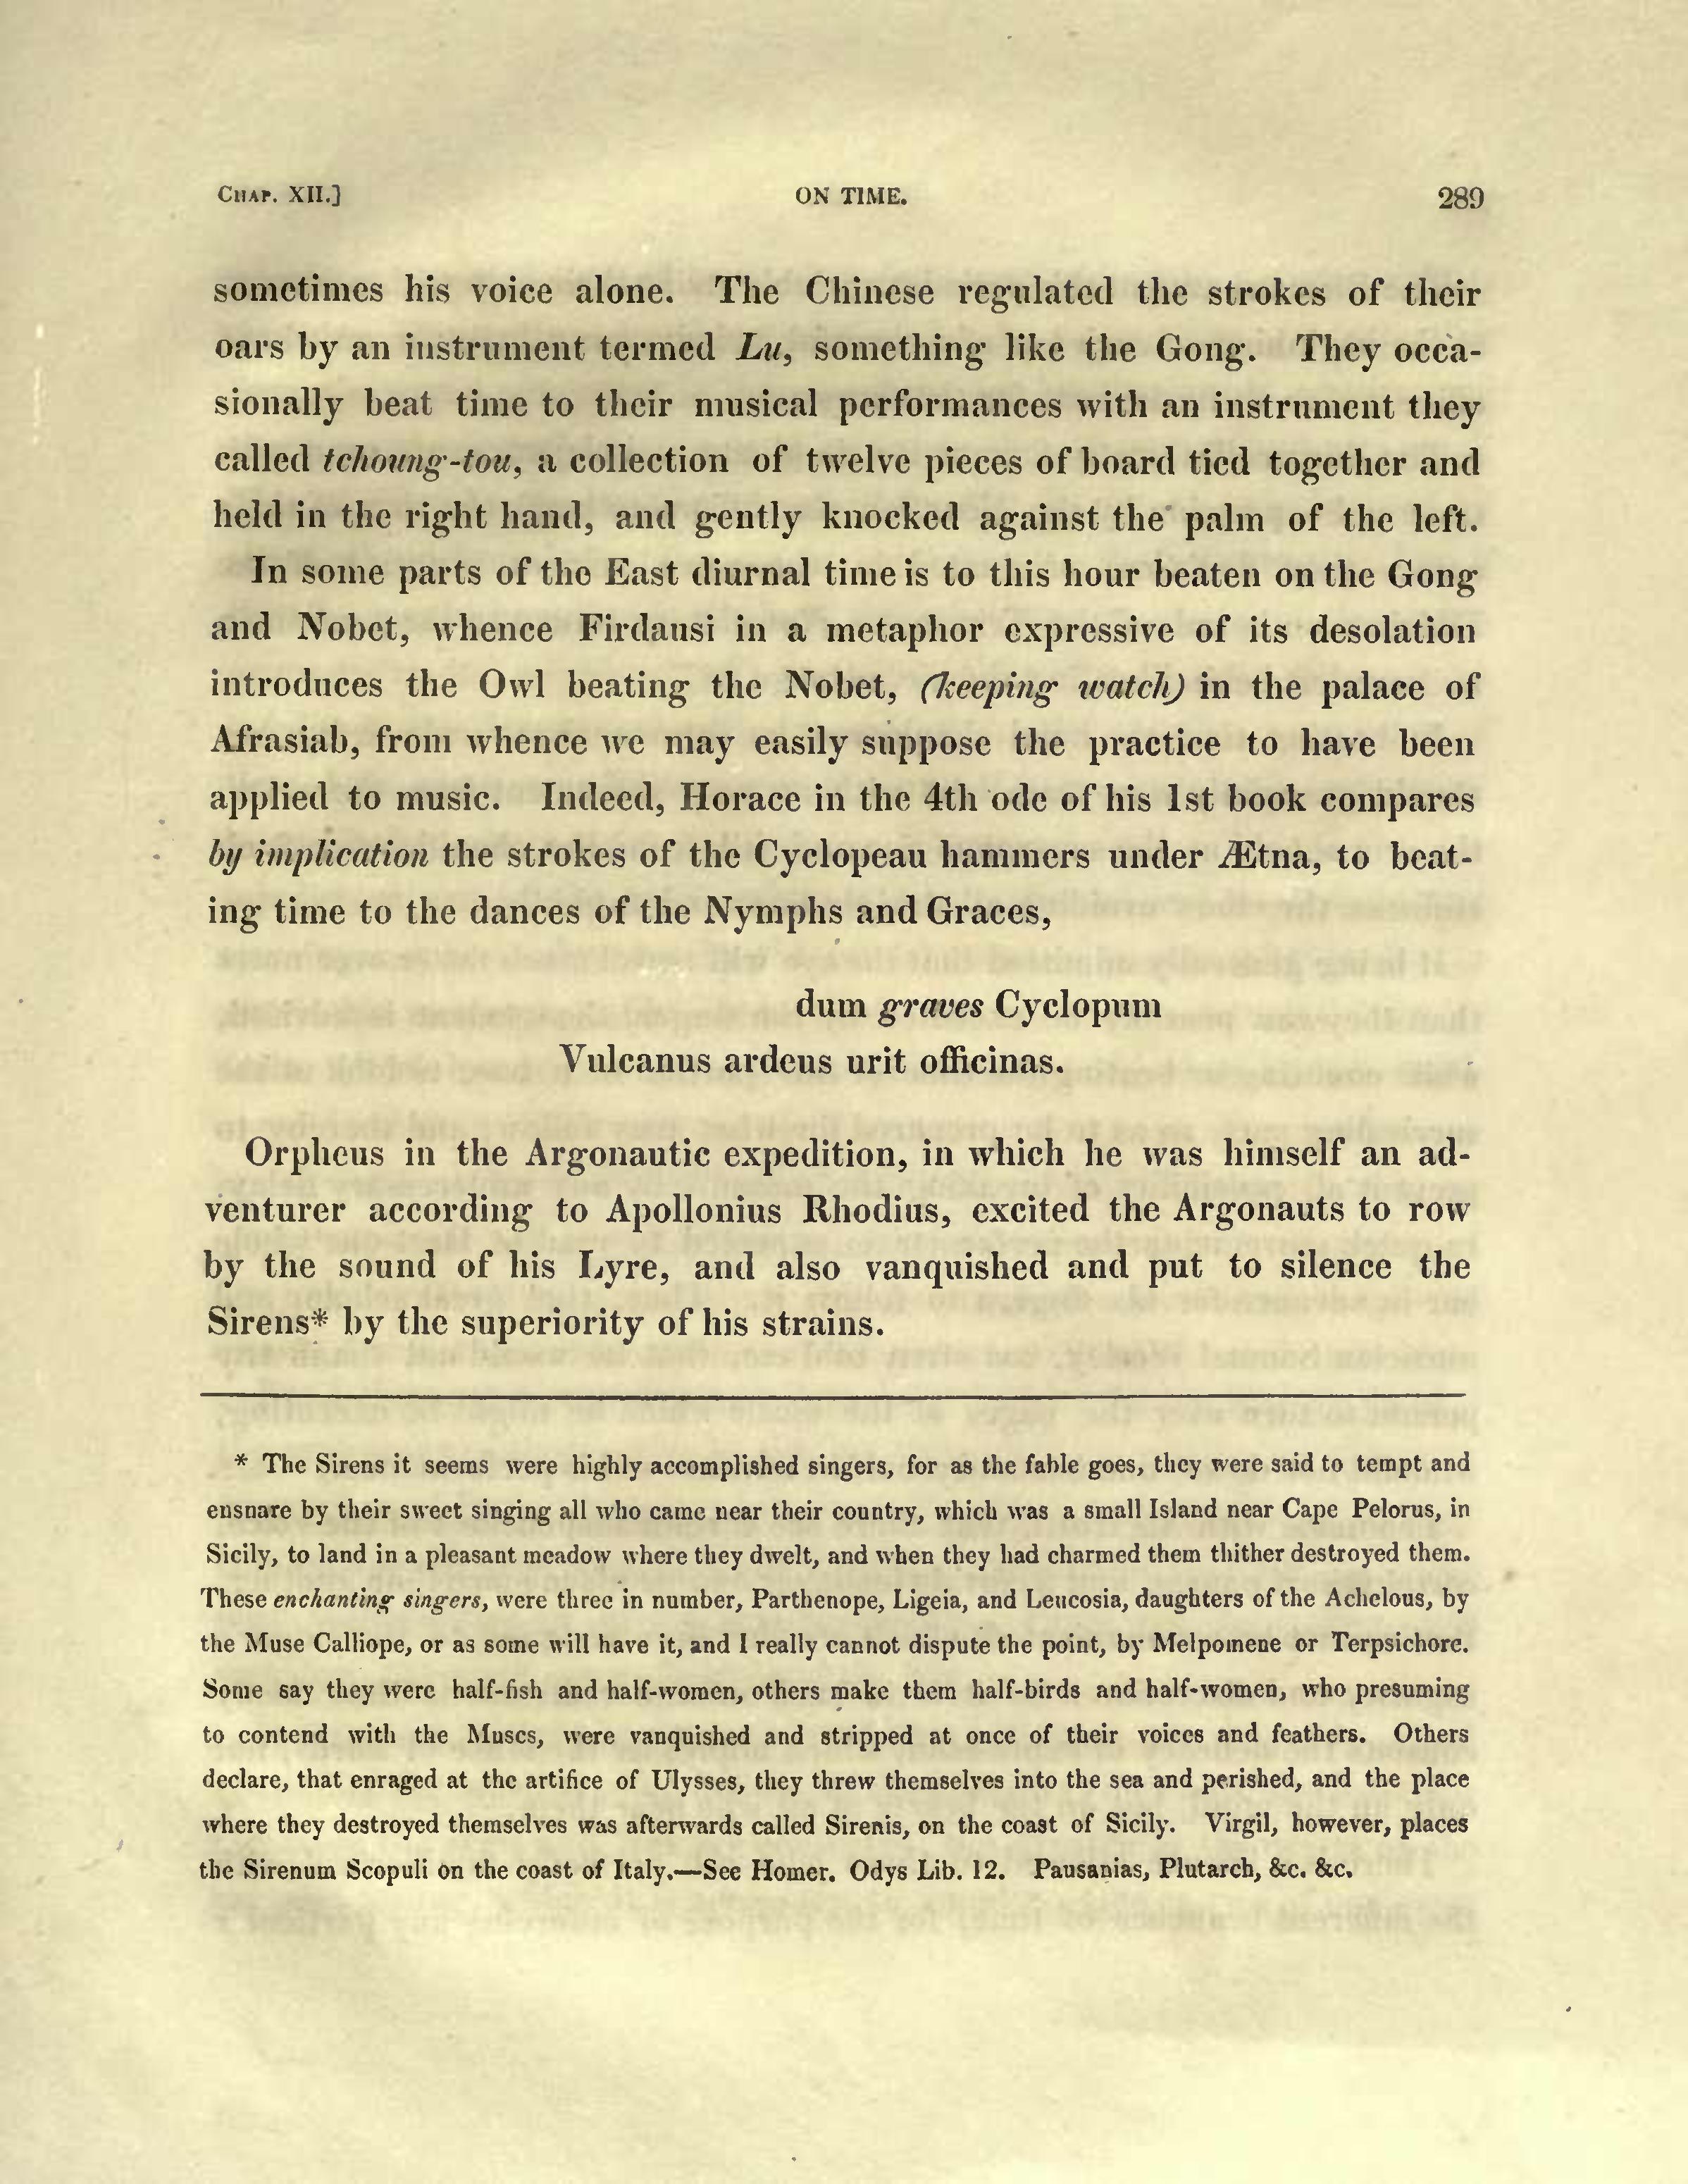 CHAP. XII.] ON TIME. 289
sometimes his voice alone. The Chinese regulated the strokes of their
oars by an instrument termed Lu, something like the Gong. They occa-
sionally beat time to their musical performances with an instrument they
called tchoung-tou, a collection of twelve pieces of board tied together and
held in the right hand, and gently knocked against the palm of the left.
In some parts of the East diurnal time is to this hour beaten on the Gong
and Nobet, whence Firdausi in a metaphor expressive of its desolation
introduces the Owl beating the Nobet, (keeping watch) in the palace of
Afrasiab, from whence we may easily suppose the practice to have been
applied to music. Indeed, Horace in the 4th ode of his 1st book compares
by implication the strokes of the Cyclopeau hammers under Ætna, to beat-
ing time to the dances of the Nymphs and Graces,
dum graves Cyclopum
Vulcanus ardeus urit officinas.
Orpheus in the Argonautic expedition, in which he was himself an ad-
venturer according to Apollonius Rhodius, excited the Argonauts to row
by the sound of his Lyre, and also vanquished and put to silence the
Sirens* by the superiority of his strains.
* The Sirens it seems were highly accomplished singers, for as the fable goes, they were said to tempt and
ensnare by their sweet singing all who came near their country, which was a small Island near Cape Pelorus, in
Sicily, to land in a pleasant meadow where they dwelt, and when they had charmed them thither destroyed them.
These enchanting singers, were three in number, Parthenope, Ligeia, and Leucosia, daughters of the Achelous, by
the Muse Calliope, or as some will have it, and I really cannot dispute the point, by Melpomene or Terpsichore.
Some say they were half-fish and half-women, others make them half-birds and half-women, who presuming
to contend with the Muses, were vanquished and stripped at once of their voices and feathers. Others
declare, that enraged at the artifice of Ulysses, they threw themselves into the sea and perished, and the place
where they destroyed themselves was afterwards called Sirenis, on the coast of Sicily. Virgil, however, places
the Sirenum Scopuli on the coast of Italy.—See Homer. Odys Lib. 12. Pausanias, Plutarch, &c. &c.